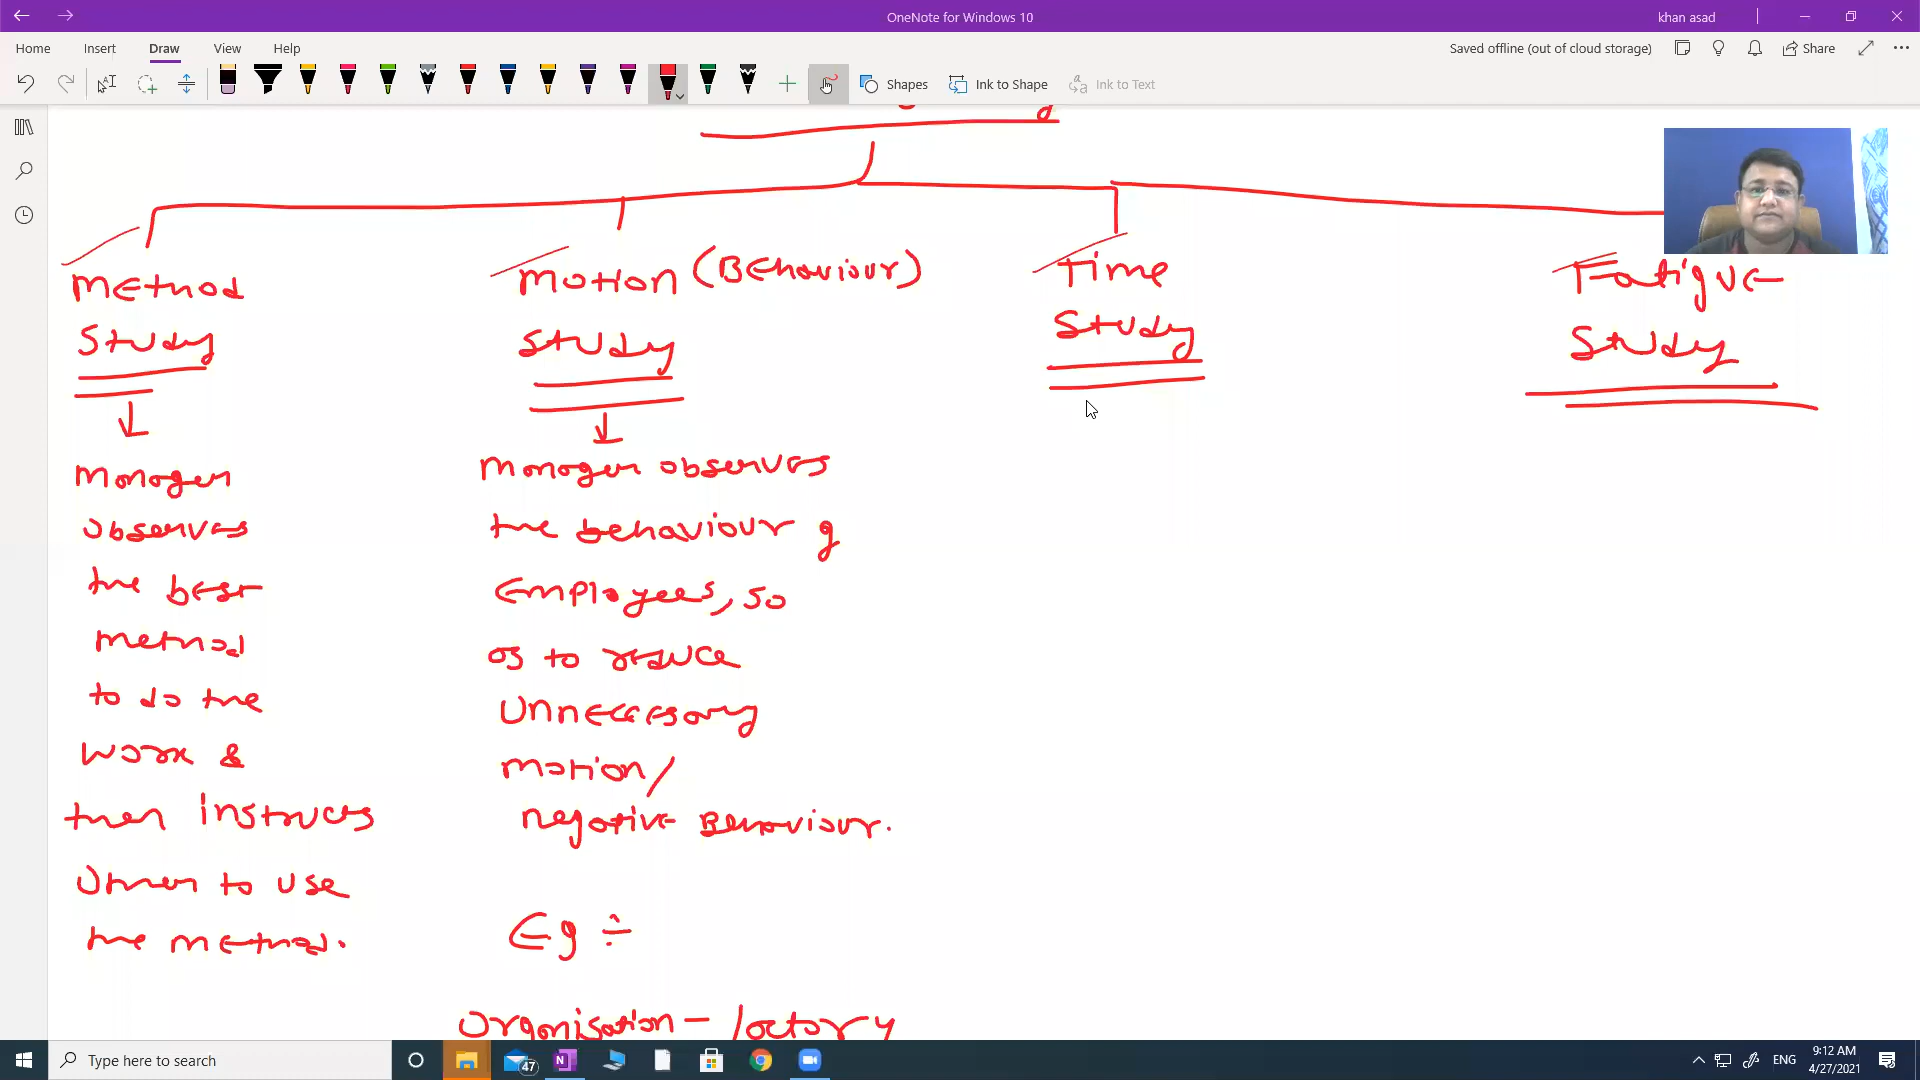 OneNote for Windows 10
khan asad
Home Insert Draw View Help
Saved offline (out of cloud storage)
Share
Shapes
Ink to Shape
Ink to Text
Method
Study
Manager
observes
the best
method
to do the
work &
then instructs
other to use
the method.
Motion (Behaviour)
Study
Manager observes
the behaviour of
Employees, so
as to reduce
Unneccessary
motion/
negative Behaviour.
Eg ÷
Organisation – factory
Time
Study
Fatigue
Study
Type here to search
47
ENG
9:12 AM
4/27/2021